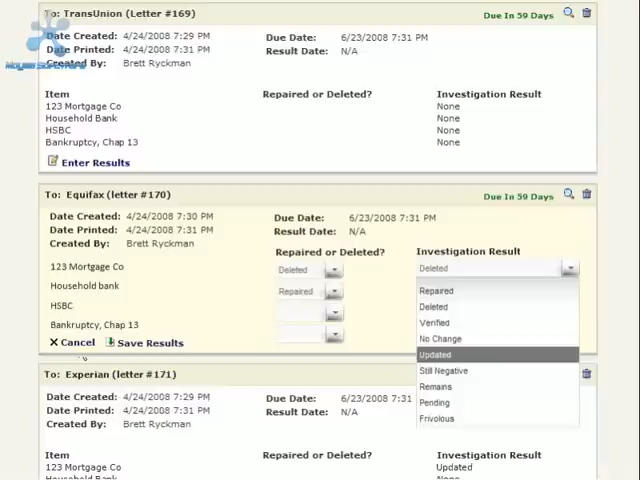 To: TransUnion (Letter #169)
Due In 59 Days
Date Created: 4/24/2008 7:29 PM
Due Date: 6/23/2008 7:31 PM
Date Printed: 4/24/2008 7:31 PM
Result Date: N/A
Created By: Brett Ryckman
Item Repaired or Deleted? Investigation Result
123 Mortgage Co None
Household Bank None
HSBC None
Bankruptcy, Chap 13 None
Enter Results
To: Equifax (letter #170)
Due In 59 Days
Date Created: 4/24/2008 7:30 PM
Due Date: 6/23/2008 7:31 PM
Date Printed: 4/24/2008 7:31 PM
Result Date: N/A
Created By: Brett Ryckman
Repaired or Deleted? Investigation Result
123 Mortgage Co Deleted Deleted
Household bank Repaired
HSBC
Bankruptcy, Chap 13
Repaired
Deleted
Verified
No Change
Updated
Still Negative
Remains
Pending
Frivolous
Cancel Save Results
To: Experian (letter #171)
Date Created: 4/24/2008 7:29 PM
Due Date: 6/23/2008 7:31
Date Printed: 4/24/2008 7:31 PM
Result Date: N/A
Created By: Brett Ryckman
Item Repaired or Deleted? Investigation Result
123 Mortgage Co Updated